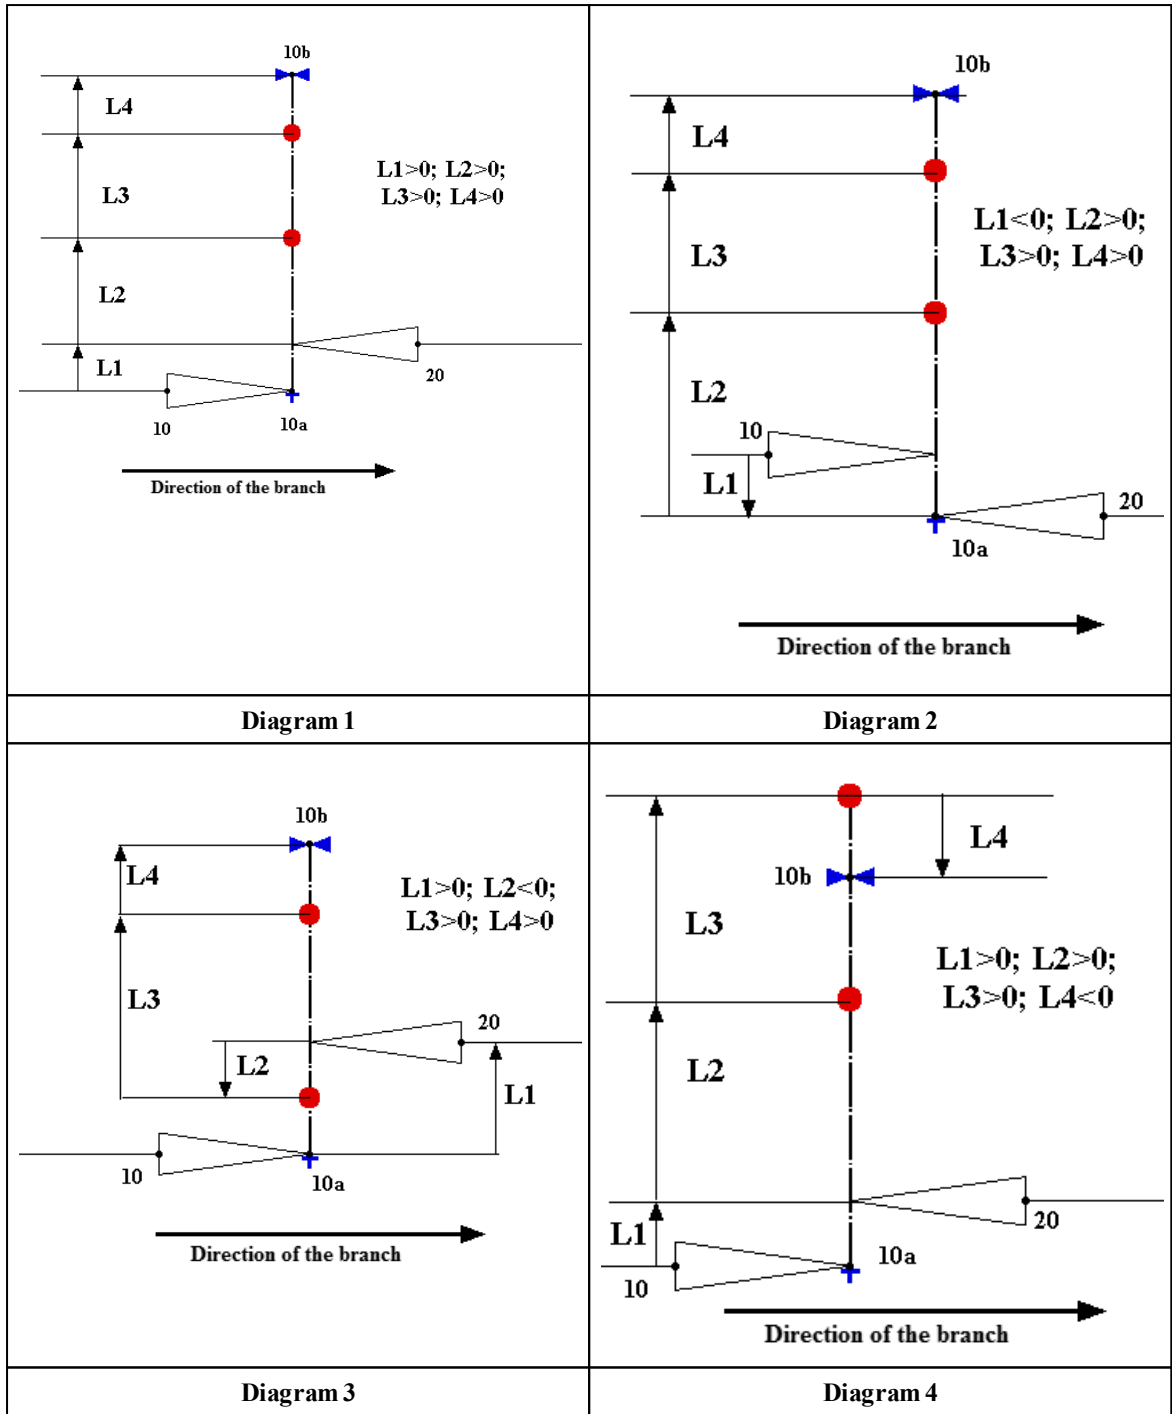 10b
L4
L3
L1>0; L2>0;
L3>0; L4>0
L2
L1
20
10
10a
Direction of the branch
Diagram 1
10b
L4
L3
L1<0; L2>0;
L3>0; L4>0
L2
10
L1
20
10a
Direction of the branch
Diagram 2
10b
L4
L1>0; L2<0;
L3>0; L4>0
L3
20
L2
L1
10
10a
Direction of the branch
Diagram 3
L4
10b
L3
L1>0; L2>0;
L3>0; L4<0
L2
20
L1
10a
10
Direction of the branch
Diagram 4